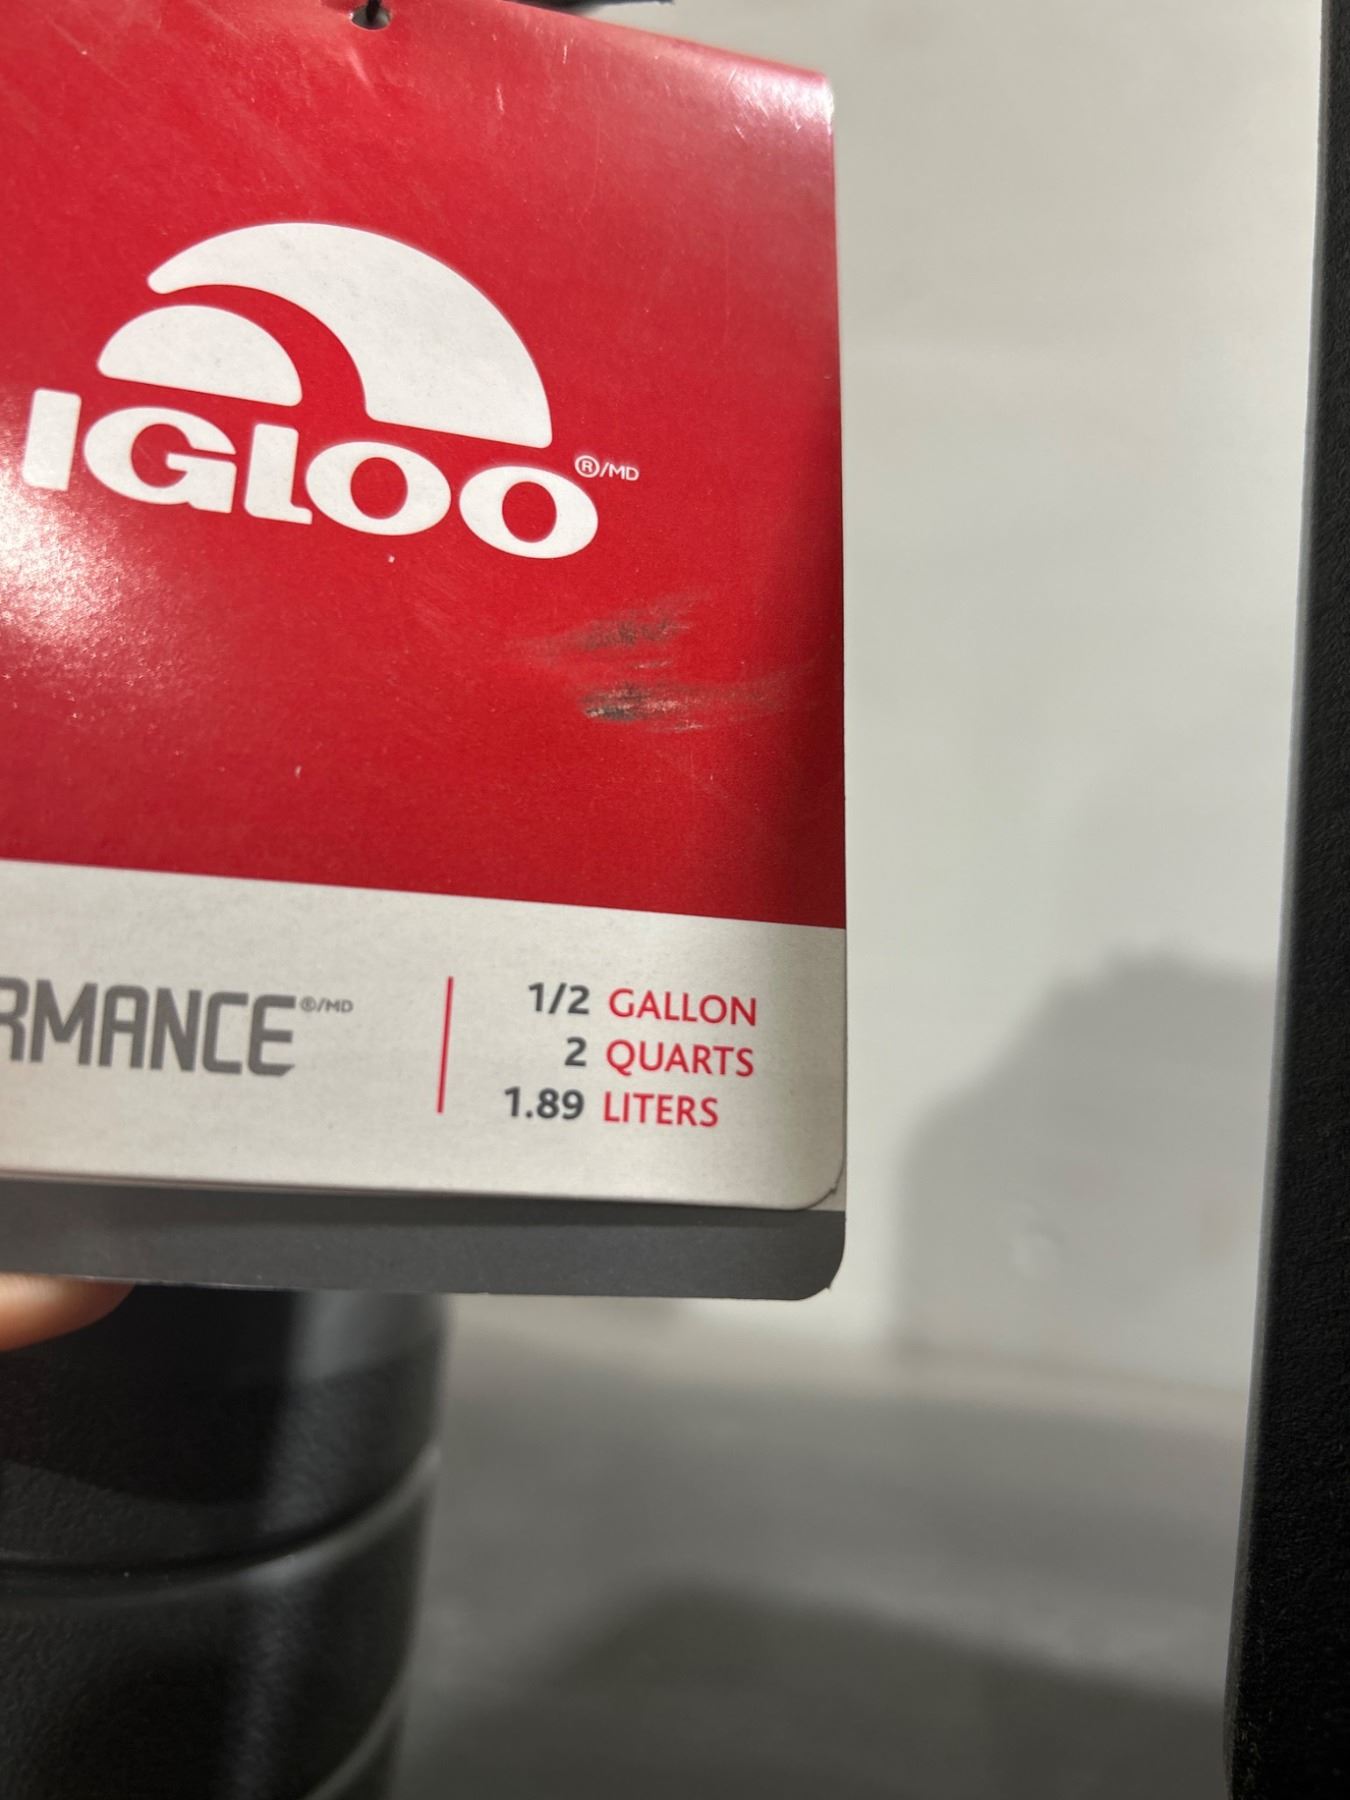 IGLOO®/MD
RMANCE®/MD
1/2 GALLON
2 QUARTS
1.89 LITERS